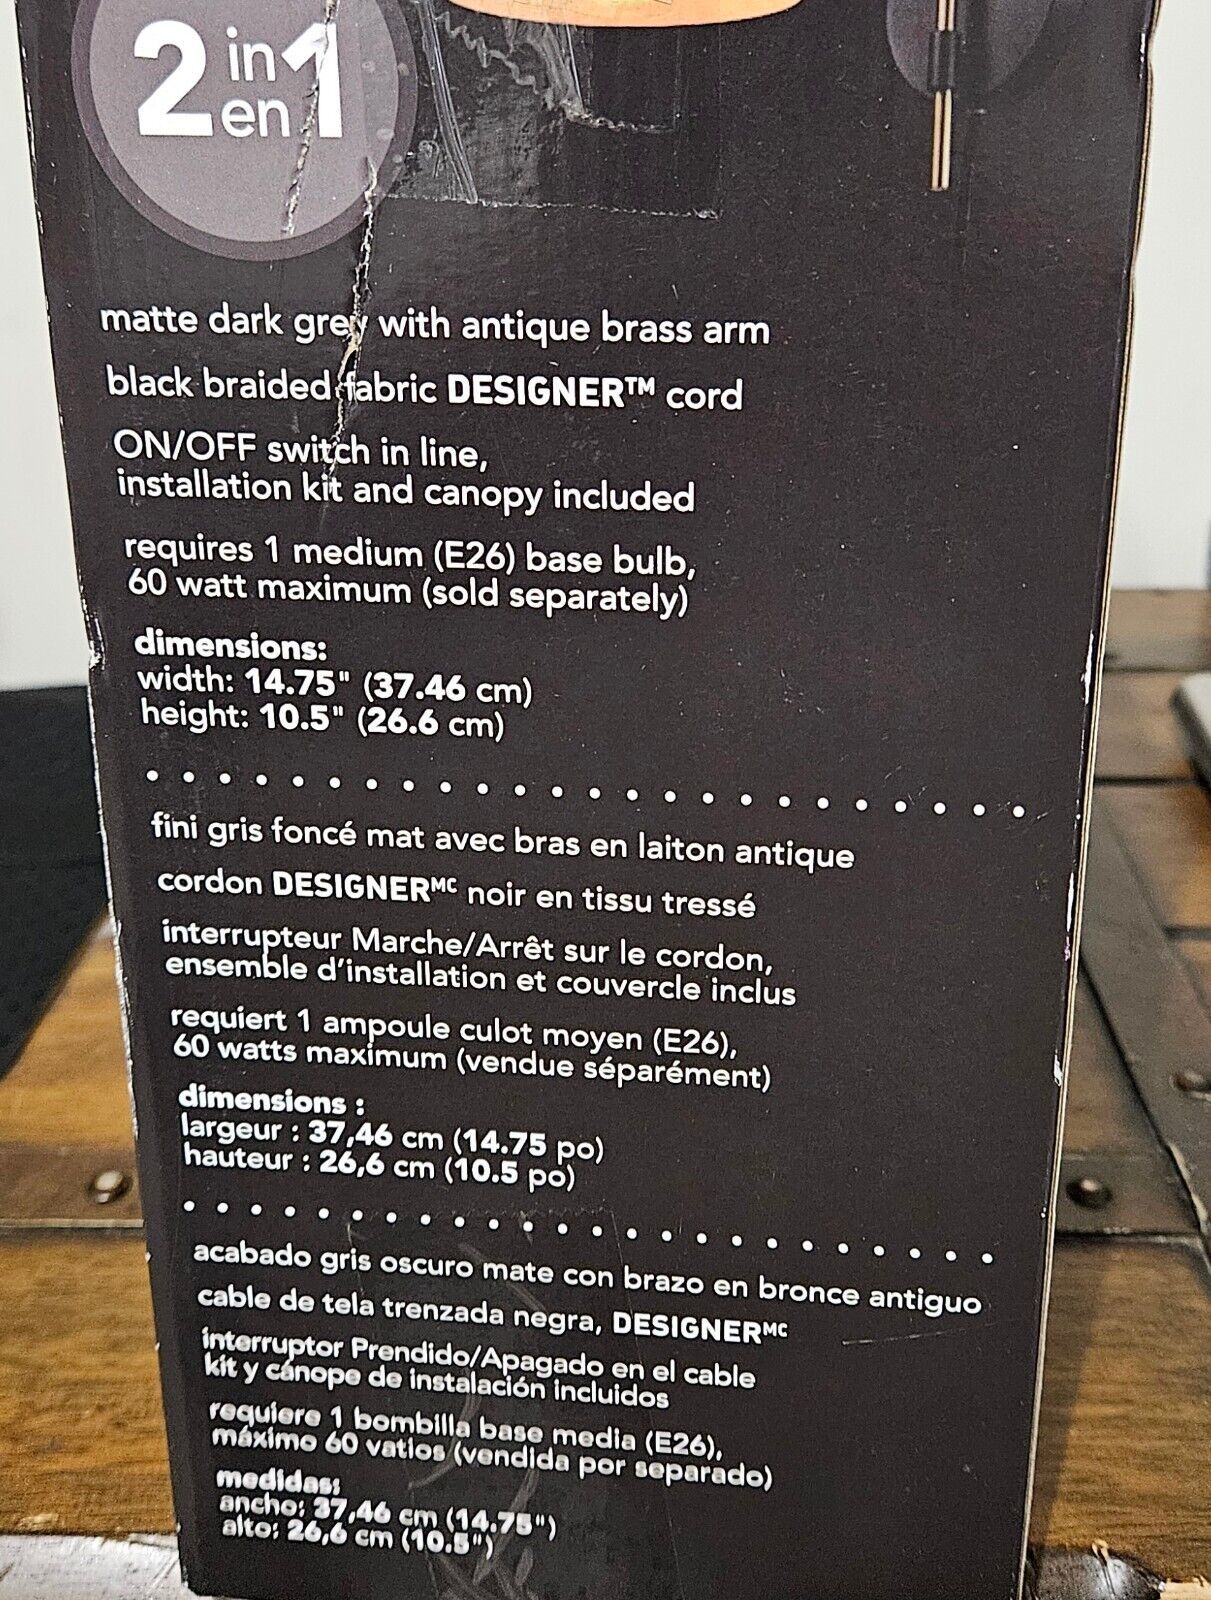 2 in 1
en
matte dark grey with antique brass arm
black braided fabric DESIGNER™ cord
ON/OFF switch in line,
installation kit and canopy included
requires 1 medium (E26) base bulb,
60 watt maximum (sold separately)
dimensions:
width: 14.75" (37.46 cm)
height: 10.5" (26.6 cm)
fini gris foncé mat avec bras en laiton antique
cordon DESIGNERᴹᶜ noir en tissu tressé
interrupteur Marche/Arrêt sur le cordon,
ensemble d'installation et couvercle inclus
requiert 1 ampoule culot moyen (E26),
60 watts maximum (vendue séparément)
dimensions :
largeur : 37,46 cm (14.75 po)
hauteur : 26,6 cm (10.5 po)
acabado gris oscuro mate con brazo en bronce antiguo
cable de tela trenzada negra, DESIGNERᴹᶜ
interruptor Prendido/Apagado en el cable
kit y cánope de instalación incluidos
requiere 1 bombilla base media (E26),
máximo 60 vatios (vendida por separado)
medidas:
ancho: 37,46 cm (14.75")
alto: 26,6 cm (10.5")